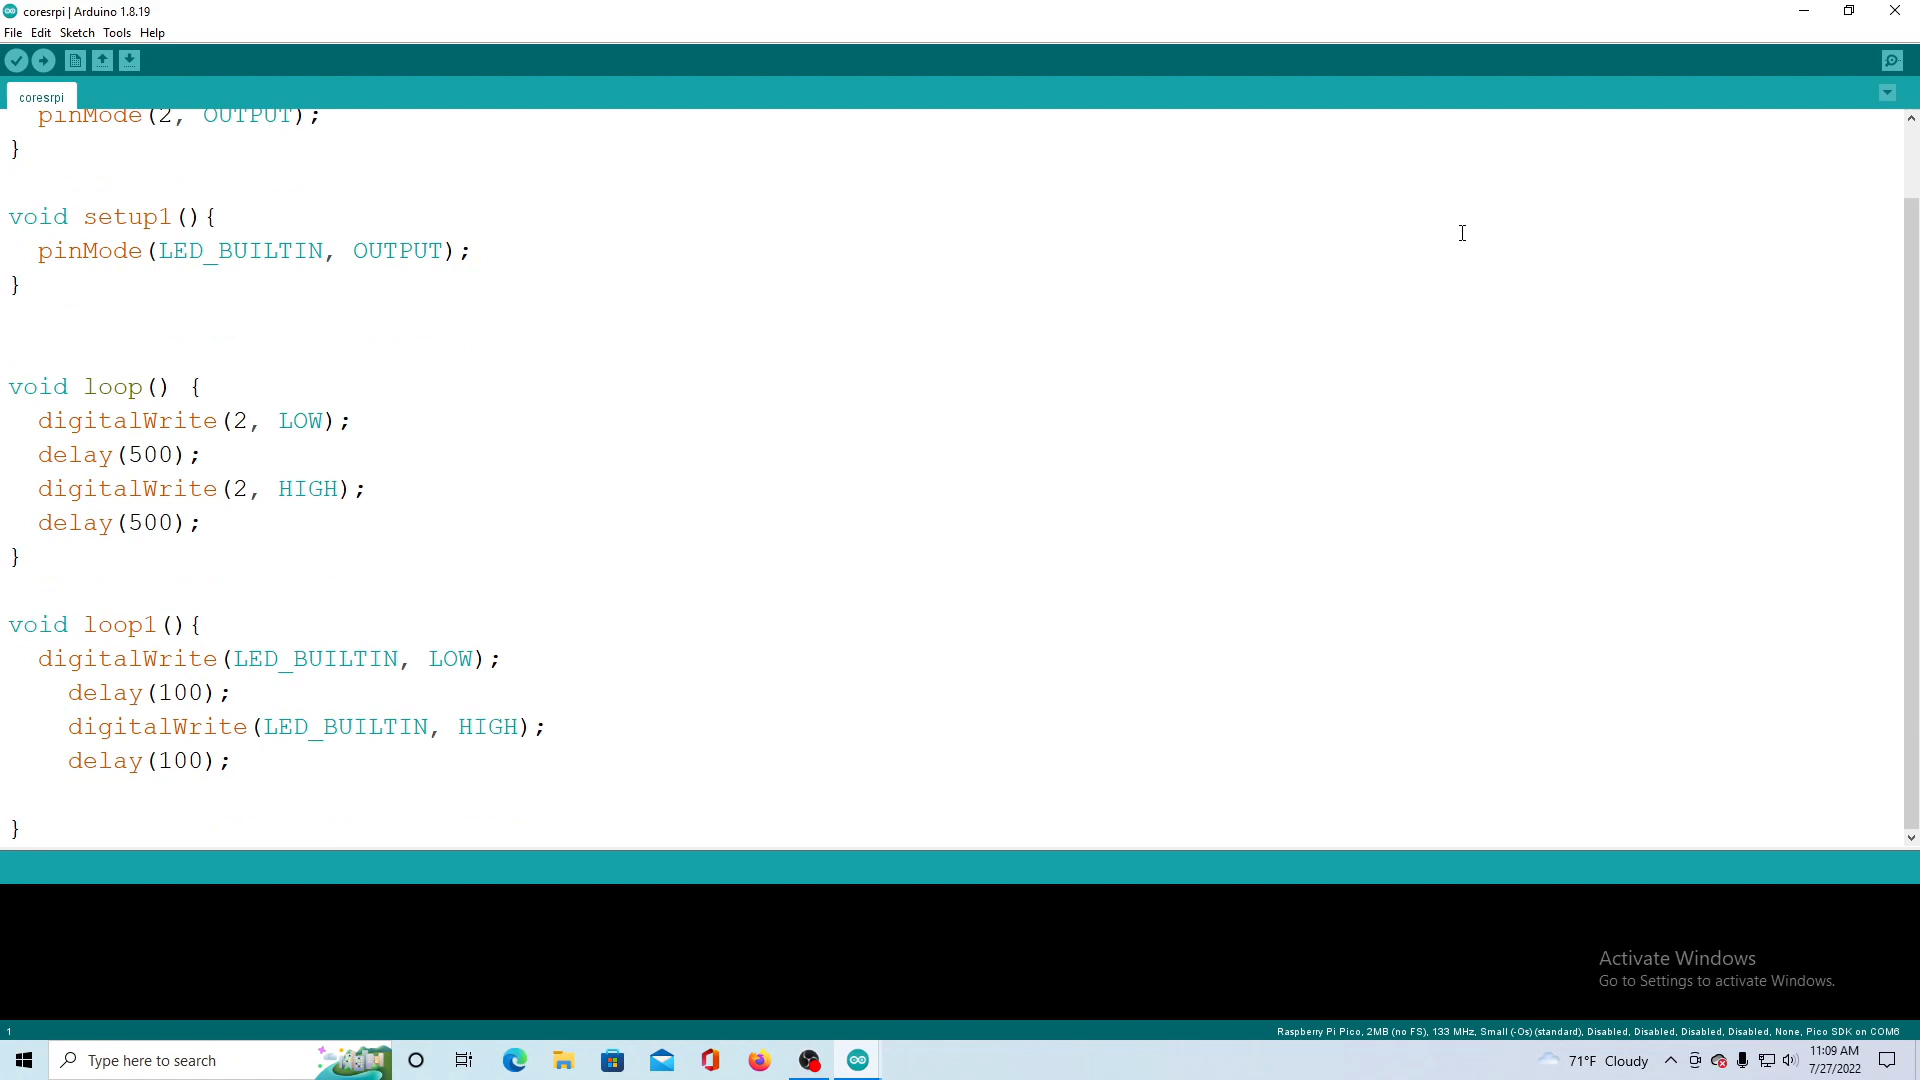 coresrpi | Arduino 1.8.19
File Edit Sketch Tools Help
coresrpi
pinMode(2, OUTPUT);
}
void setup1(){
pinMode(LED_BUILTIN, OUTPUT);
}
void loop() {
digitalWrite(2, LOW);
delay(500);
digitalWrite(2, HIGH);
delay(500);
}
void loop1(){
digitalWrite(LED_BUILTIN, LOW);
delay(100);
digitalWrite(LED_BUILTIN, HIGH);
delay(100);
}
Activate Windows
Go to Settings to activate Windows.
1
Raspberry Pi Pico, 2MB (no FS), 133 MHz, Small (-Os) (standard), Disabled, Disabled, Disabled, Disabled, None, Pico SDK on COM6
Type here to search
71°F Cloudy
11:09 AM
7/27/2022